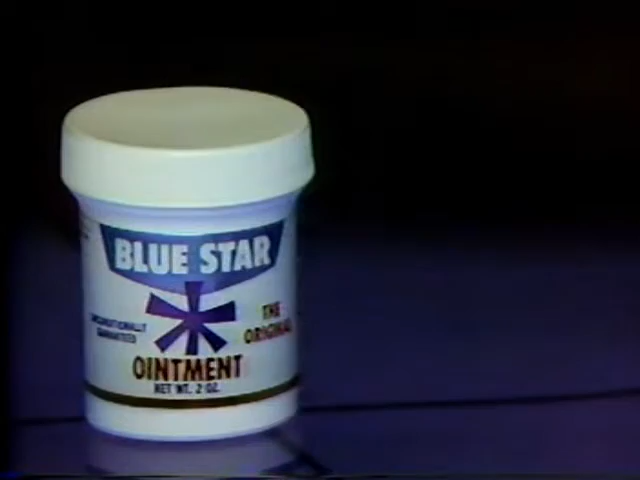 BLUE STAR
UNCONDITIONALLY
GUARANTEED
THE
ORIGINAL
OINTMENT
NET WT. 2 OZ.